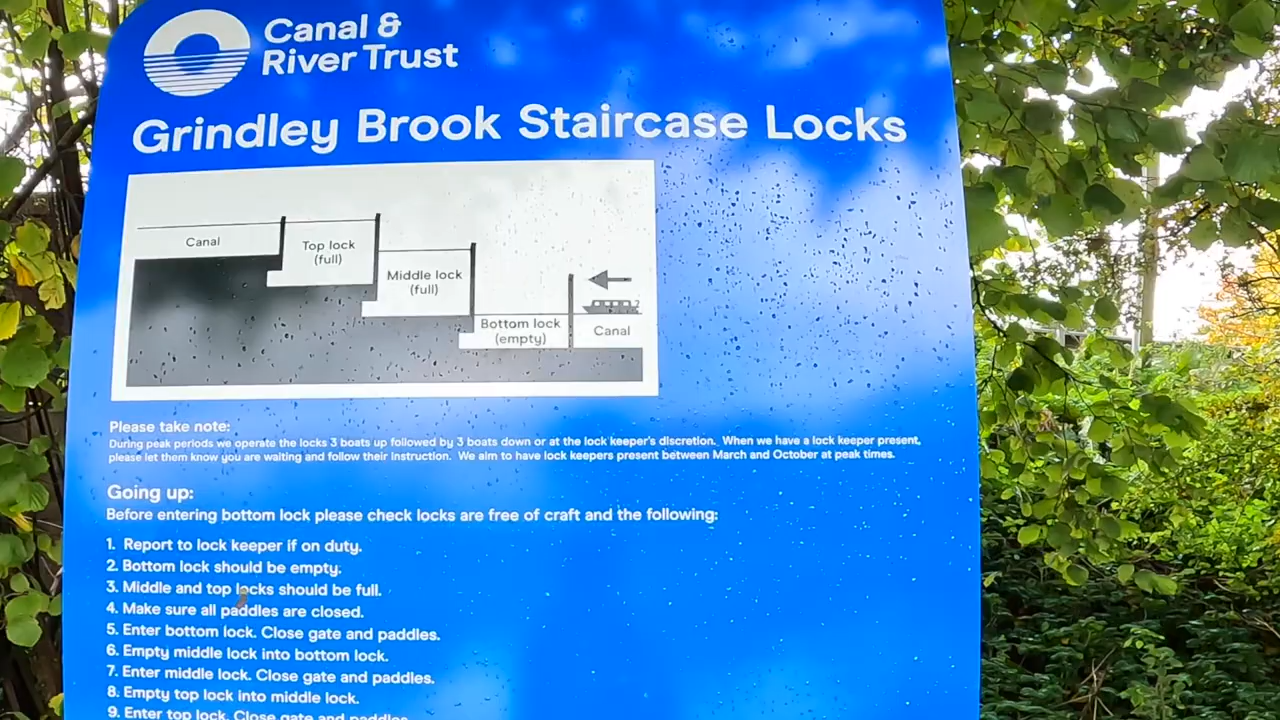 Canal &
River Trust
Grindley Brook Staircase Locks
Canal
Top lock
(full)
Middle lock
(full)
Bottom lock
(empty)
Canal
Please take note:
During peak periods we operate the locks 3 boats up followed by 3 boats down or at the lock keeper's discretion. When we have a lock keeper present,
please let them know you are waiting and follow their instruction. We aim to have lock keepers present between March and October at peak times.
Going up:
Before entering bottom lock please check locks are free of craft and the following:
1. Report to lock keeper if on duty.
2. Bottom lock should be empty.
3. Middle and top locks should be full.
4. Make sure all paddles are closed.
5. Enter bottom lock. Close gate and paddles.
6. Empty middle lock into bottom lock.
7. Enter middle lock. Close gate and paddles.
8. Empty top lock into middle lock.
9. Enter top lock. Close gate and paddles.